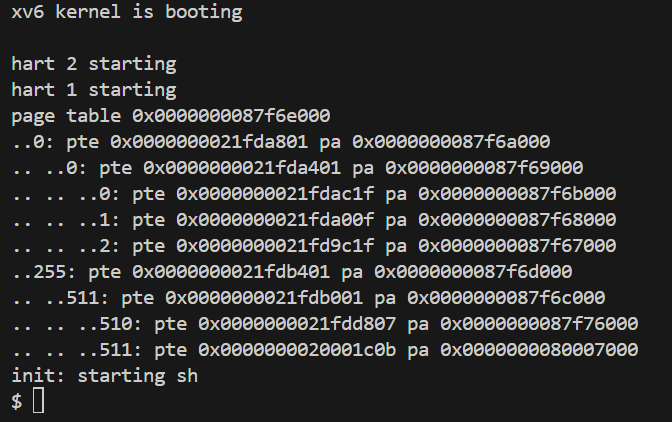 xv6 kernel is booting
hart 2 starting
hart 1 starting
page table 0x0000000087f6e000
..0: pte 0x0000000021fda801 pa 0x0000000087f6a000
.. ..0: pte 0x0000000021fda401 pa 0x0000000087f69000
.. .. ..0: pte 0x0000000021fdac1f pa 0x0000000087f6b000
.. .. ..1: pte 0x0000000021fda00f pa 0x0000000087f68000
.. .. ..2: pte 0x0000000021fd9c1f pa 0x0000000087f67000
..255: pte 0x0000000021fdb401 pa 0x0000000087f6d000
.. ..511: pte 0x0000000021fdb001 pa 0x0000000087f6c000
.. .. ..510: pte 0x0000000021fdd807 pa 0x0000000087f76000
.. .. ..511: pte 0x0000000020001c0b pa 0x0000000080007000
init: starting sh
$